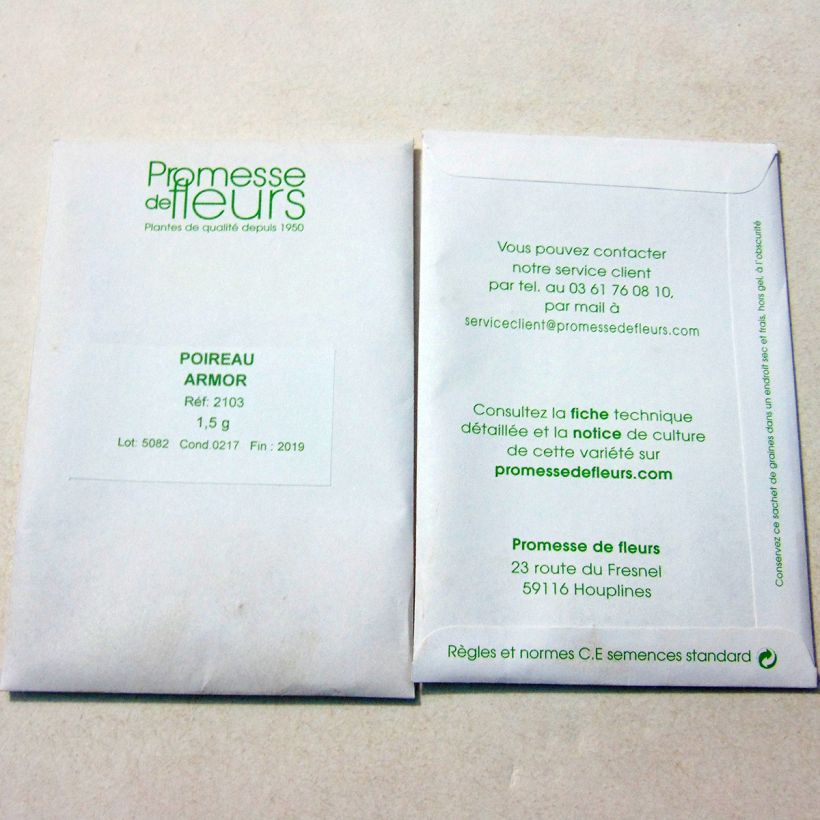 Promesse
de fleurs
Plantes de qualité depuis 1950
POIREAU
ARMOR
Réf: 2103
1,5 g
Lot: 5082 Cond.0217 Fin : 2019
Vous pouvez contacter
notre service client
par tel. au 03 61 76 08 10,
par mail à
serviceclient@promessedefleurs.com
Consultez la fiche technique
détaillée et la notice de culture
de cette variété sur
promessedefleurs.com
Promesse de fleurs
23 route du Fresnel
59116 Houplines
Règles et normes C.E semences standard
Conservez ce sachet de graines dans un endroit sec et frais, hors gel, à l'obscurité